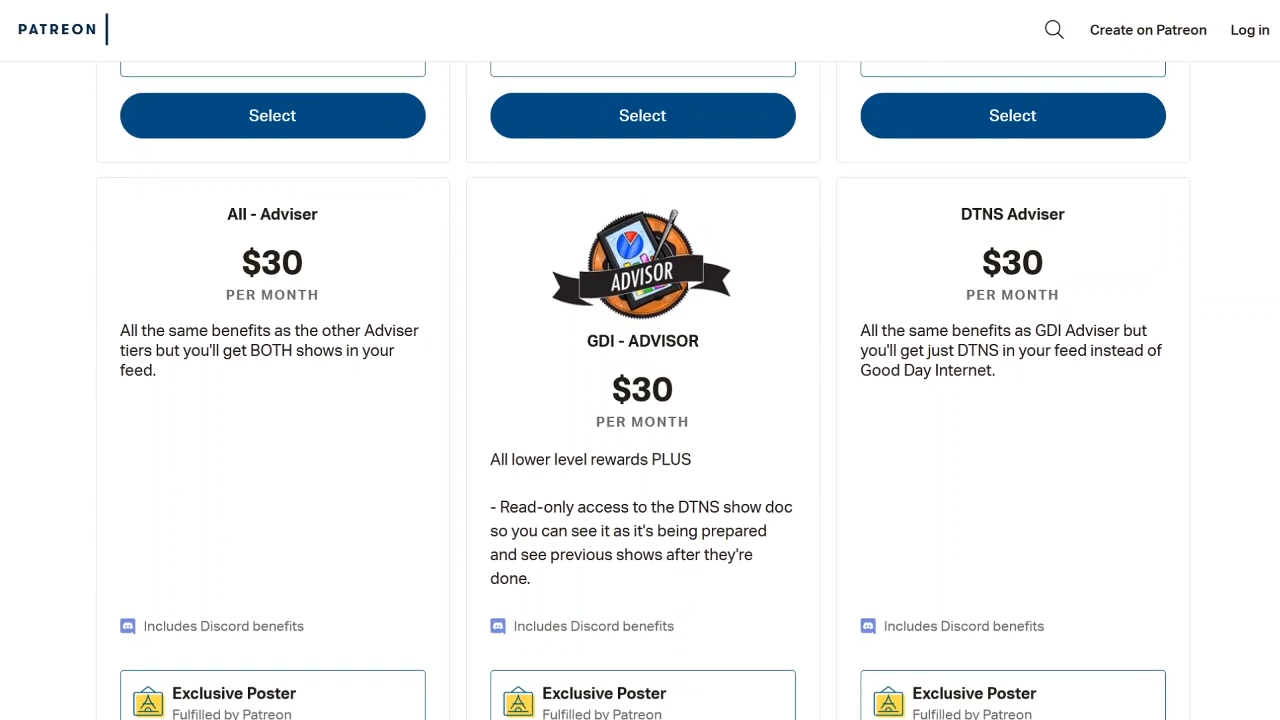 PATREON
Create on Patreon
Log in
Select
Select
Select
All - Adviser
$30
PER MONTH
All the same benefits as the other Adviser
tiers but you'll get BOTH shows in your
feed.
Includes Discord benefits
Exclusive Poster
Fulfilled by Patreon
ADVISOR
GDI - ADVISOR
$30
PER MONTH
All lower level rewards PLUS
- Read-only access to the DTNS show doc
so you can see it as it's being prepared
and see previous shows after they're
done.
Includes Discord benefits
Exclusive Poster
Fulfilled by Patreon
DTNS Adviser
$30
PER MONTH
All the same benefits as GDI Adviser but
you'll get just DTNS in your feed instead of
Good Day Internet.
Includes Discord benefits
Exclusive Poster
Fulfilled by Patreon